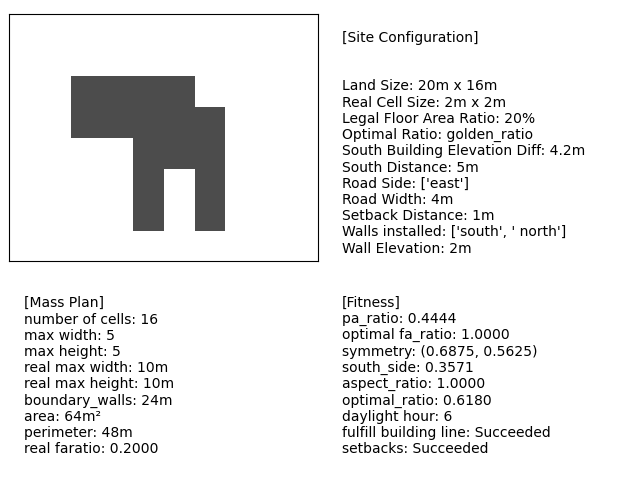 [Site Configuration]
Land Size: 20m x 16m
Real Cell Size: 2m x 2m
Legal Floor Area Ratio: 20%
Optimal Ratio: golden_ratio
South Building Elevation Diff: 4.2m
South Distance: 5m
Road Side: ['east']
Road Width: 4m
Setback Distance: 1m
Walls installed: ['south', ' north']
Wall Elevation: 2m
[Mass Plan]
number of cells: 16
max width: 5
max height: 5
real max width: 10m
real max height: 10m
boundary_walls: 24m
area: 64m²
perimeter: 48m
real faratio: 0.2000
[Fitness]
pa_ratio: 0.4444
optimal fa_ratio: 1.0000
symmetry: (0.6875, 0.5625)
south_side: 0.3571
aspect_ratio: 1.0000
optimal_ratio: 0.6180
daylight hour: 6
fulfill building line: Succeeded
setbacks: Succeeded